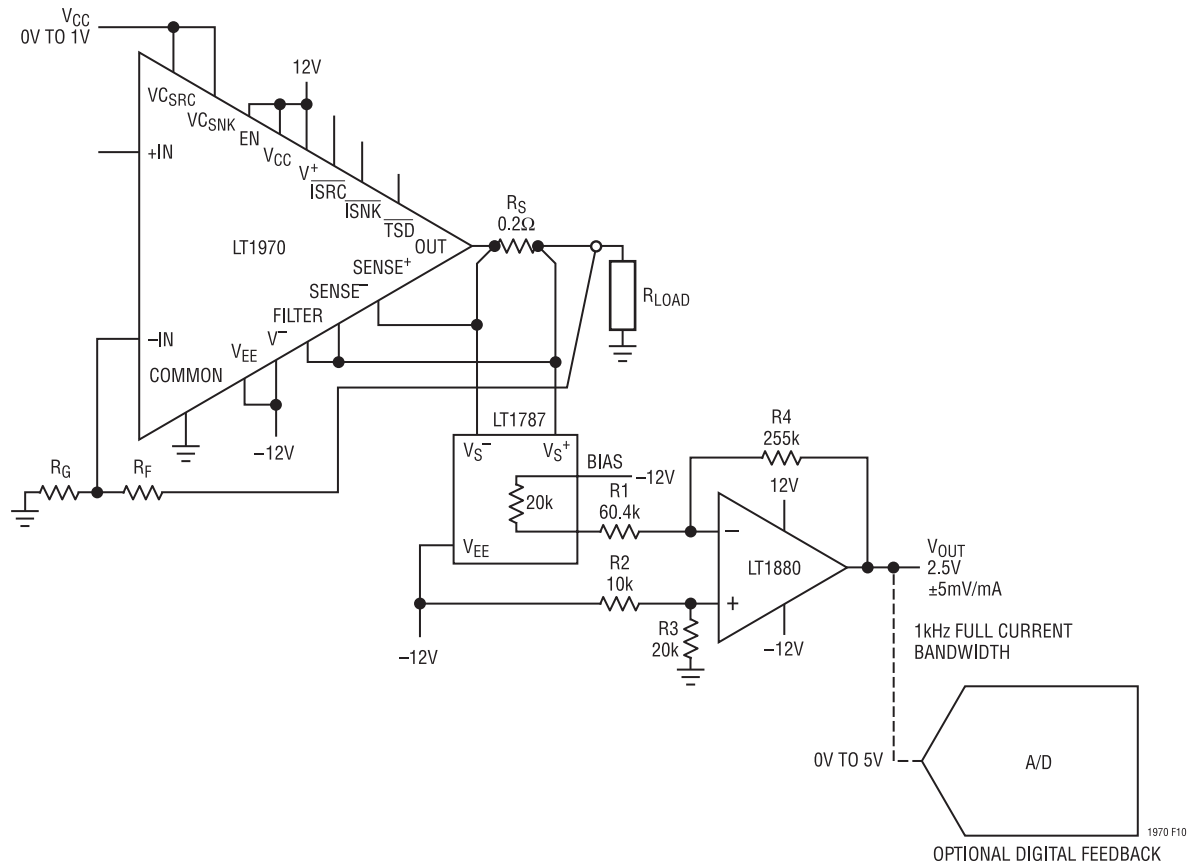 VCC
0V TO 1V
12V
VCSRC
VCSNK
EN
VCC
V+
ISRC
ISNK
TSD
+IN
LT1970
OUT
RS
0.2Ω
SENSE+
SENSE−
FILTER
V−
VEE
−IN
COMMON
RLOAD
−12V
RG
RF
LT1787
VS−
VS+
BIAS
−12V
20k
R1
60.4k
R4
255k
12V
VEE
R2
10k
−
LT1880
+
VOUT
2.5V
±5mV/mA
−12V
R3
20k
−12V
1kHz FULL CURRENT
BANDWIDTH
0V TO 5V
A/D
1970 F10
OPTIONAL DIGITAL FEEDBACK